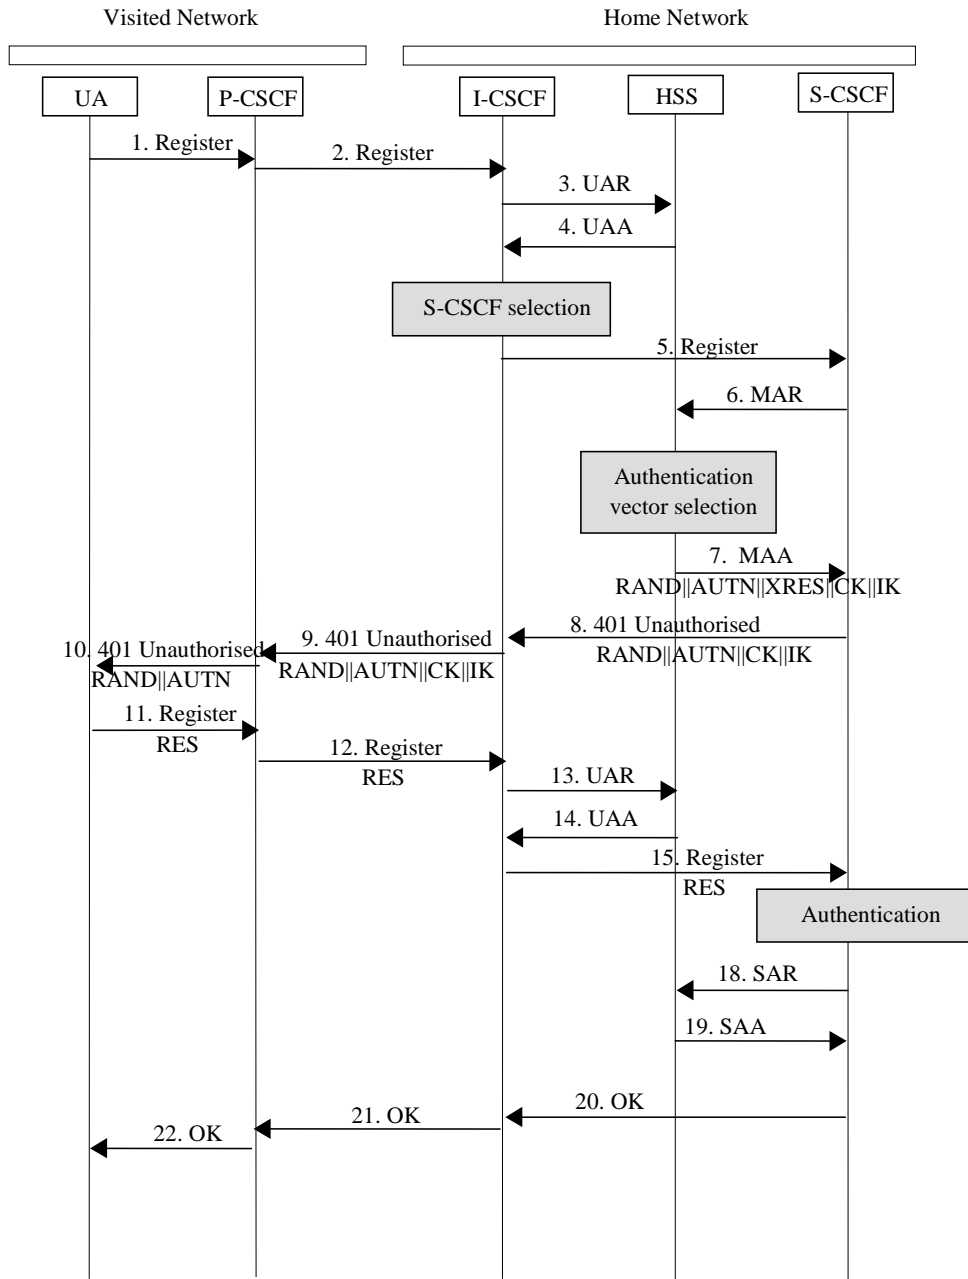 Visited Network
Home Network
UA
P-CSCF
I-CSCF
HSS
S-CSCF
1. Register
2. Register
3. UAR
4. UAA
S-CSCF selection
5. Register
6. MAR
Authentication
vector selection
7. MAA
RAND||AUTN||XRES||CK||IK
8. 401 Unauthorised
RAND||AUTN||CK||IK
9. 401 Unauthorised
RAND||AUTN||CK||IK
10. 401 Unauthorised
RAND||AUTN
11. Register
RES
12. Register
RES
13. UAR
14. UAA
15. Register
RES
Authentication
18. SAR
19. SAA
20. OK
21. OK
22. OK